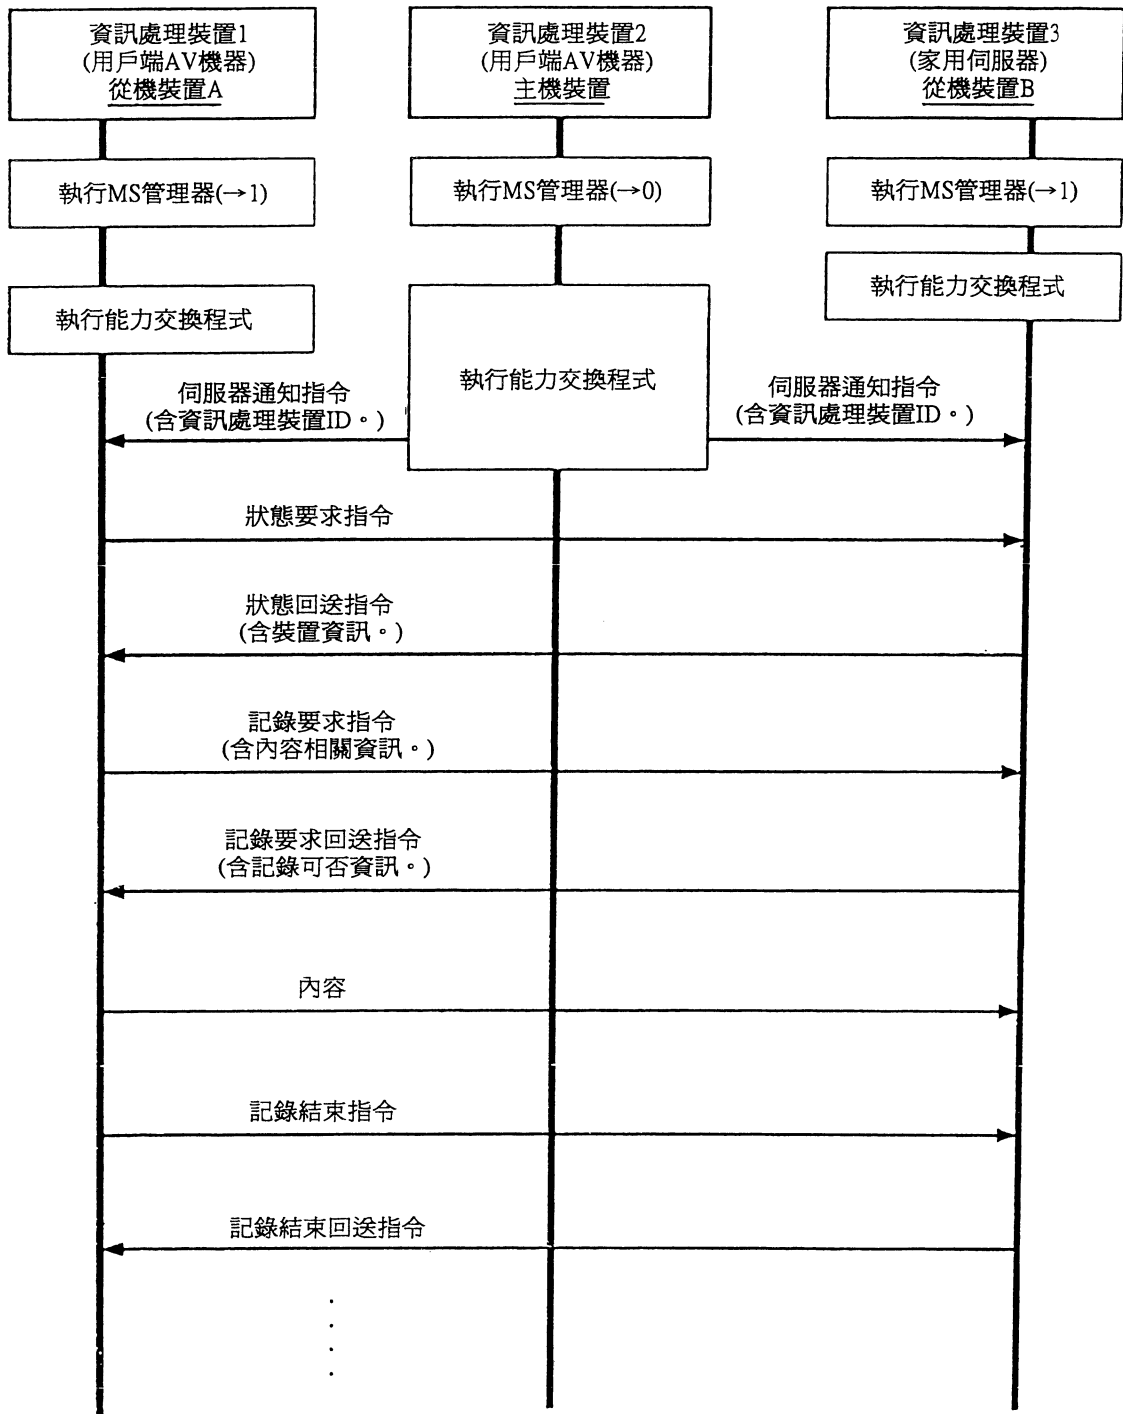 資訊處理裝置1
(用戶端AV機器)
從機裝置A
資訊處理裝置2
(用戶端AV機器)
主機裝置
資訊處理裝置3
(家用伺服器)
從機裝置B
執行MS管理器(→1)
執行MS管理器(→0)
執行MS管理器(→1)
執行能力交換程式
執行能力交換程式
執行能力交換程式
伺服器通知指令
(含資訊處理裝置ID。)
伺服器通知指令
(含資訊處理裝置ID。)
狀態要求指令
狀態回送指令
(含裝置資訊。)
記錄要求指令
(含內容相關資訊。)
記錄要求回送指令
(含記錄可否資訊。)
內容
記錄結束指令
記錄結束回送指令